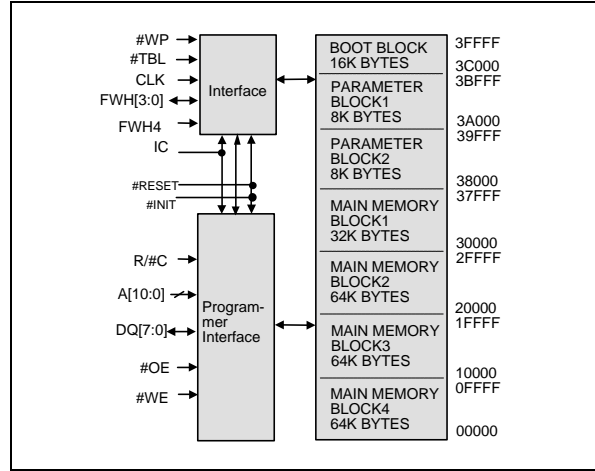 #WP
#TBL
CLK
FWH[3:0]
FWH4
IC
#RESET
#INIT
R/#C
A[10:0]
DQ[7:0]
#OE
#WE
Interface
Program-
mer
Interface
BOOT BLOCK
16K BYTES
PARAMETER
BLOCK1
8K BYTES
PARAMETER
BLOCK2
8K BYTES
MAIN MEMORY
BLOCK1
32K BYTES
MAIN MEMORY
BLOCK2
64K BYTES
MAIN MEMORY
BLOCK3
64K BYTES
MAIN MEMORY
BLOCK4
64K BYTES
3FFFF
3C000
3BFFF
3A000
39FFF
38000
37FFF
30000
2FFFF
20000
1FFFF
10000
0FFFF
00000